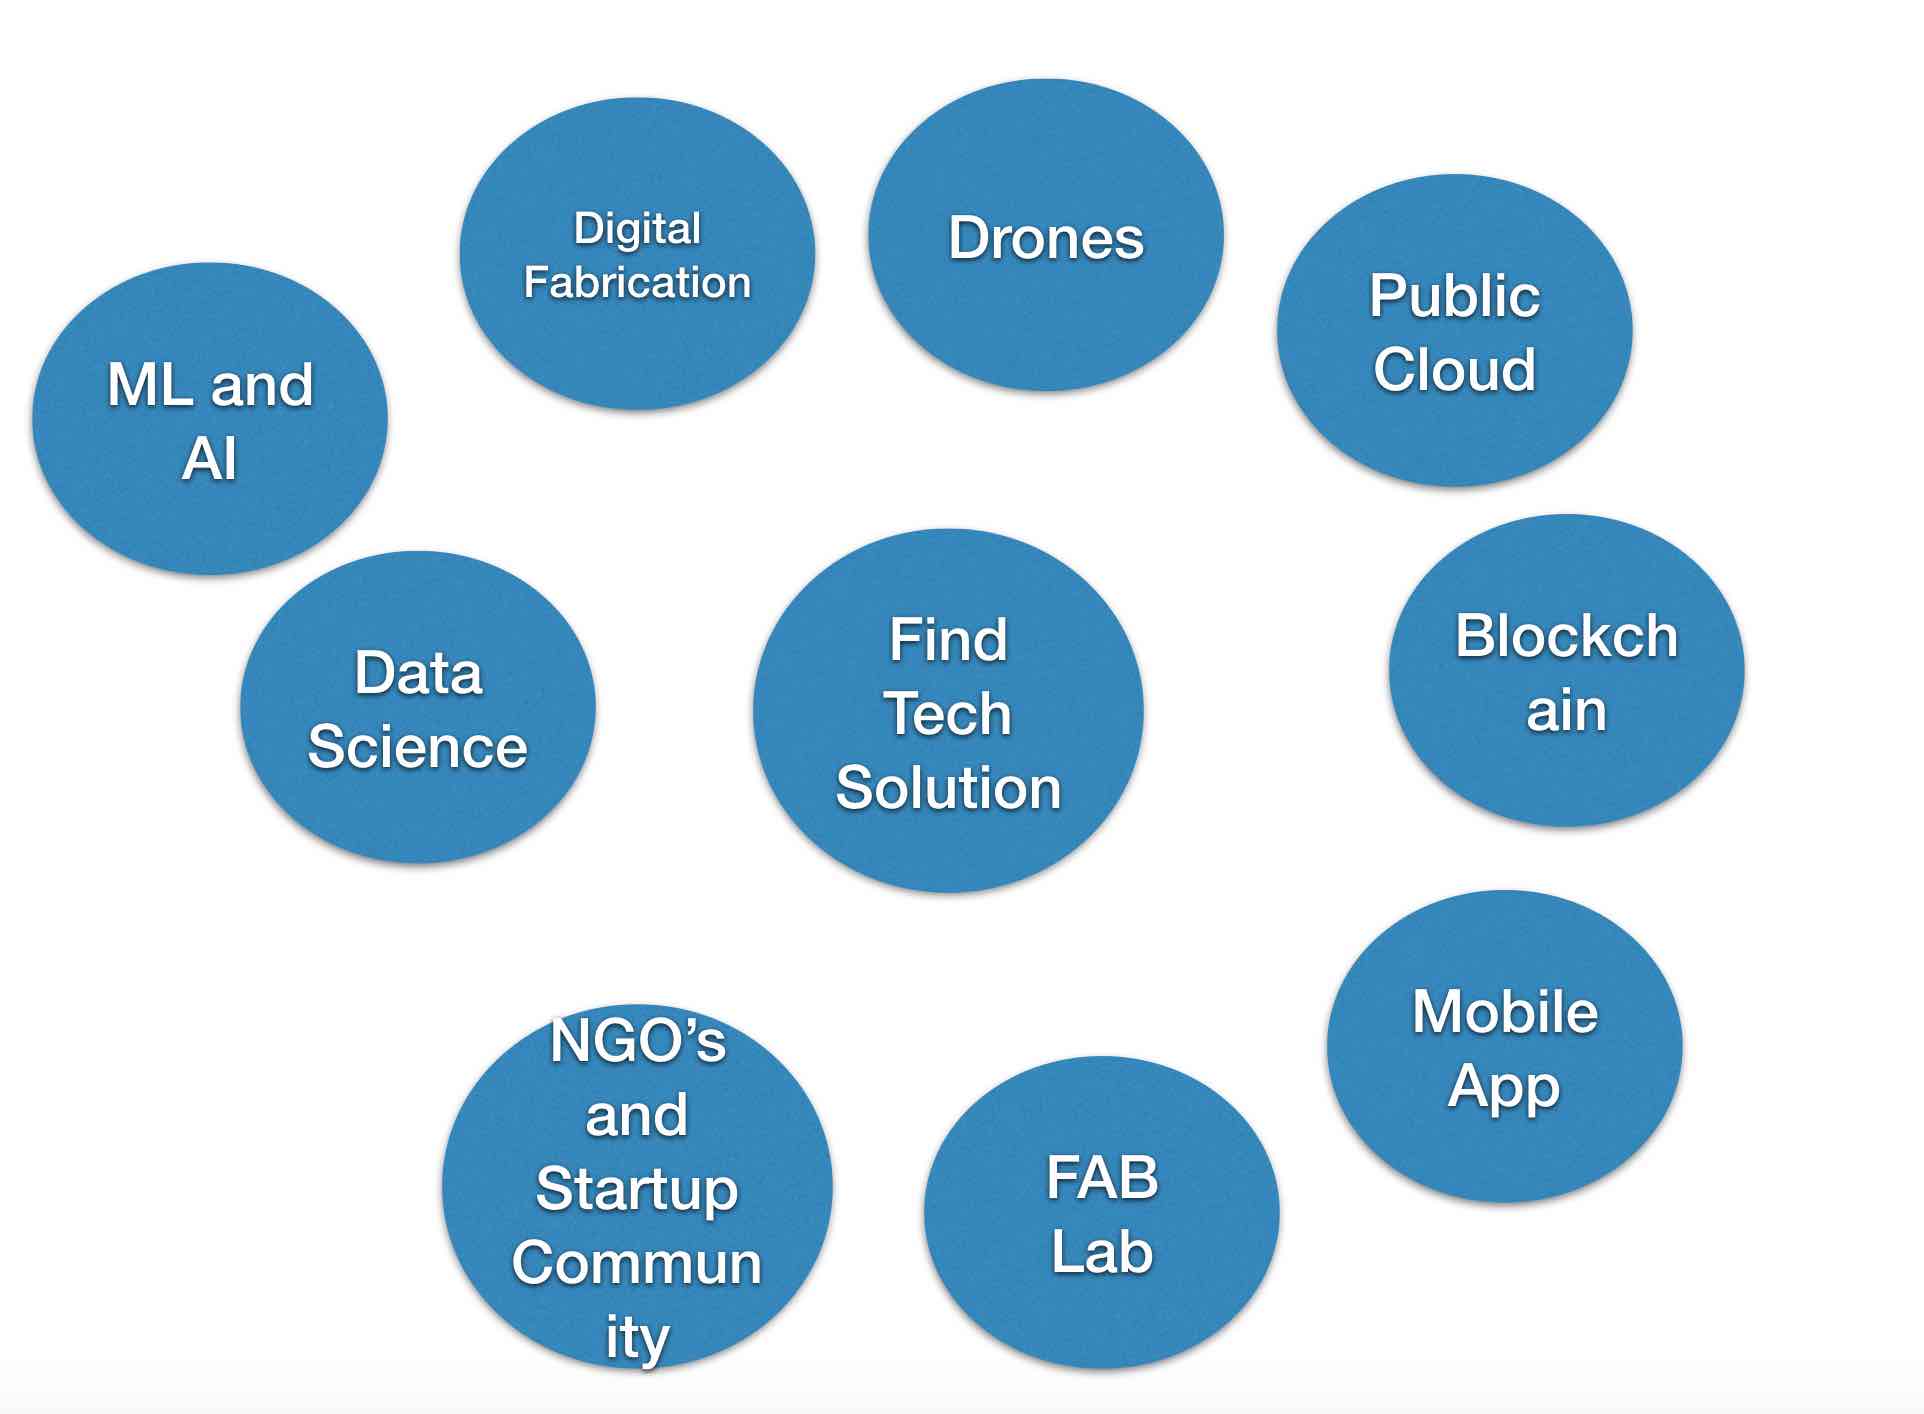 Digital
Fabrication
Drones
Public
Cloud
ML and
AI
Data
Science
Find
Tech
Solution
Blockch
ain
Mobile
App
NGO’s
and
Startup
Commun
ity
FAB
Lab